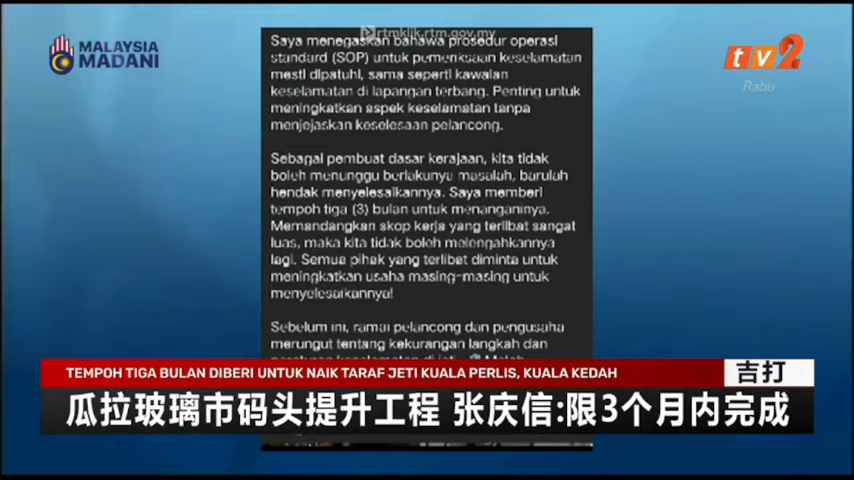 rtmklik.rtm.gov.my
MALAYSIA
MADANI
tv2
Rabu
Saya menegaskan bahawa prosedur operasi
standard (SOP) untuk pemeriksaan keselamatan
mesti dipatuhi, sama seperti kawalan
keselamatan di lapangan terbang. Penting untuk
meningkatkan aspek keselamatan tanpa
menjejaskan keselesaan pelancong.
Sebagai pembuat dasar kerajaan, kita tidak
boleh menunggu berlakunya masalah, barulah
hendak menyelesaikannya. Saya memberi
tempoh tiga (3) bulan untuk menanganinya.
Memandangkan skop kerja yang terlibat sangat
luas, maka kita tidak boleh melengahkannya
lagi. Semua pihak yang terlibat diminta untuk
meningkatkan usaha masing-masing untuk
menyelesaikannya!
Sebelum ini, ramai pelancong dan pengusaha
merungut tentang kekurangan langkah dan
TEMPOH TIGA BULAN DIBERI UNTUK NAIK TARAF JETI KUALA PERLIS, KUALA KEDAH
吉打
瓜拉玻璃市码头提升工程 张庆信:限3个月内完成